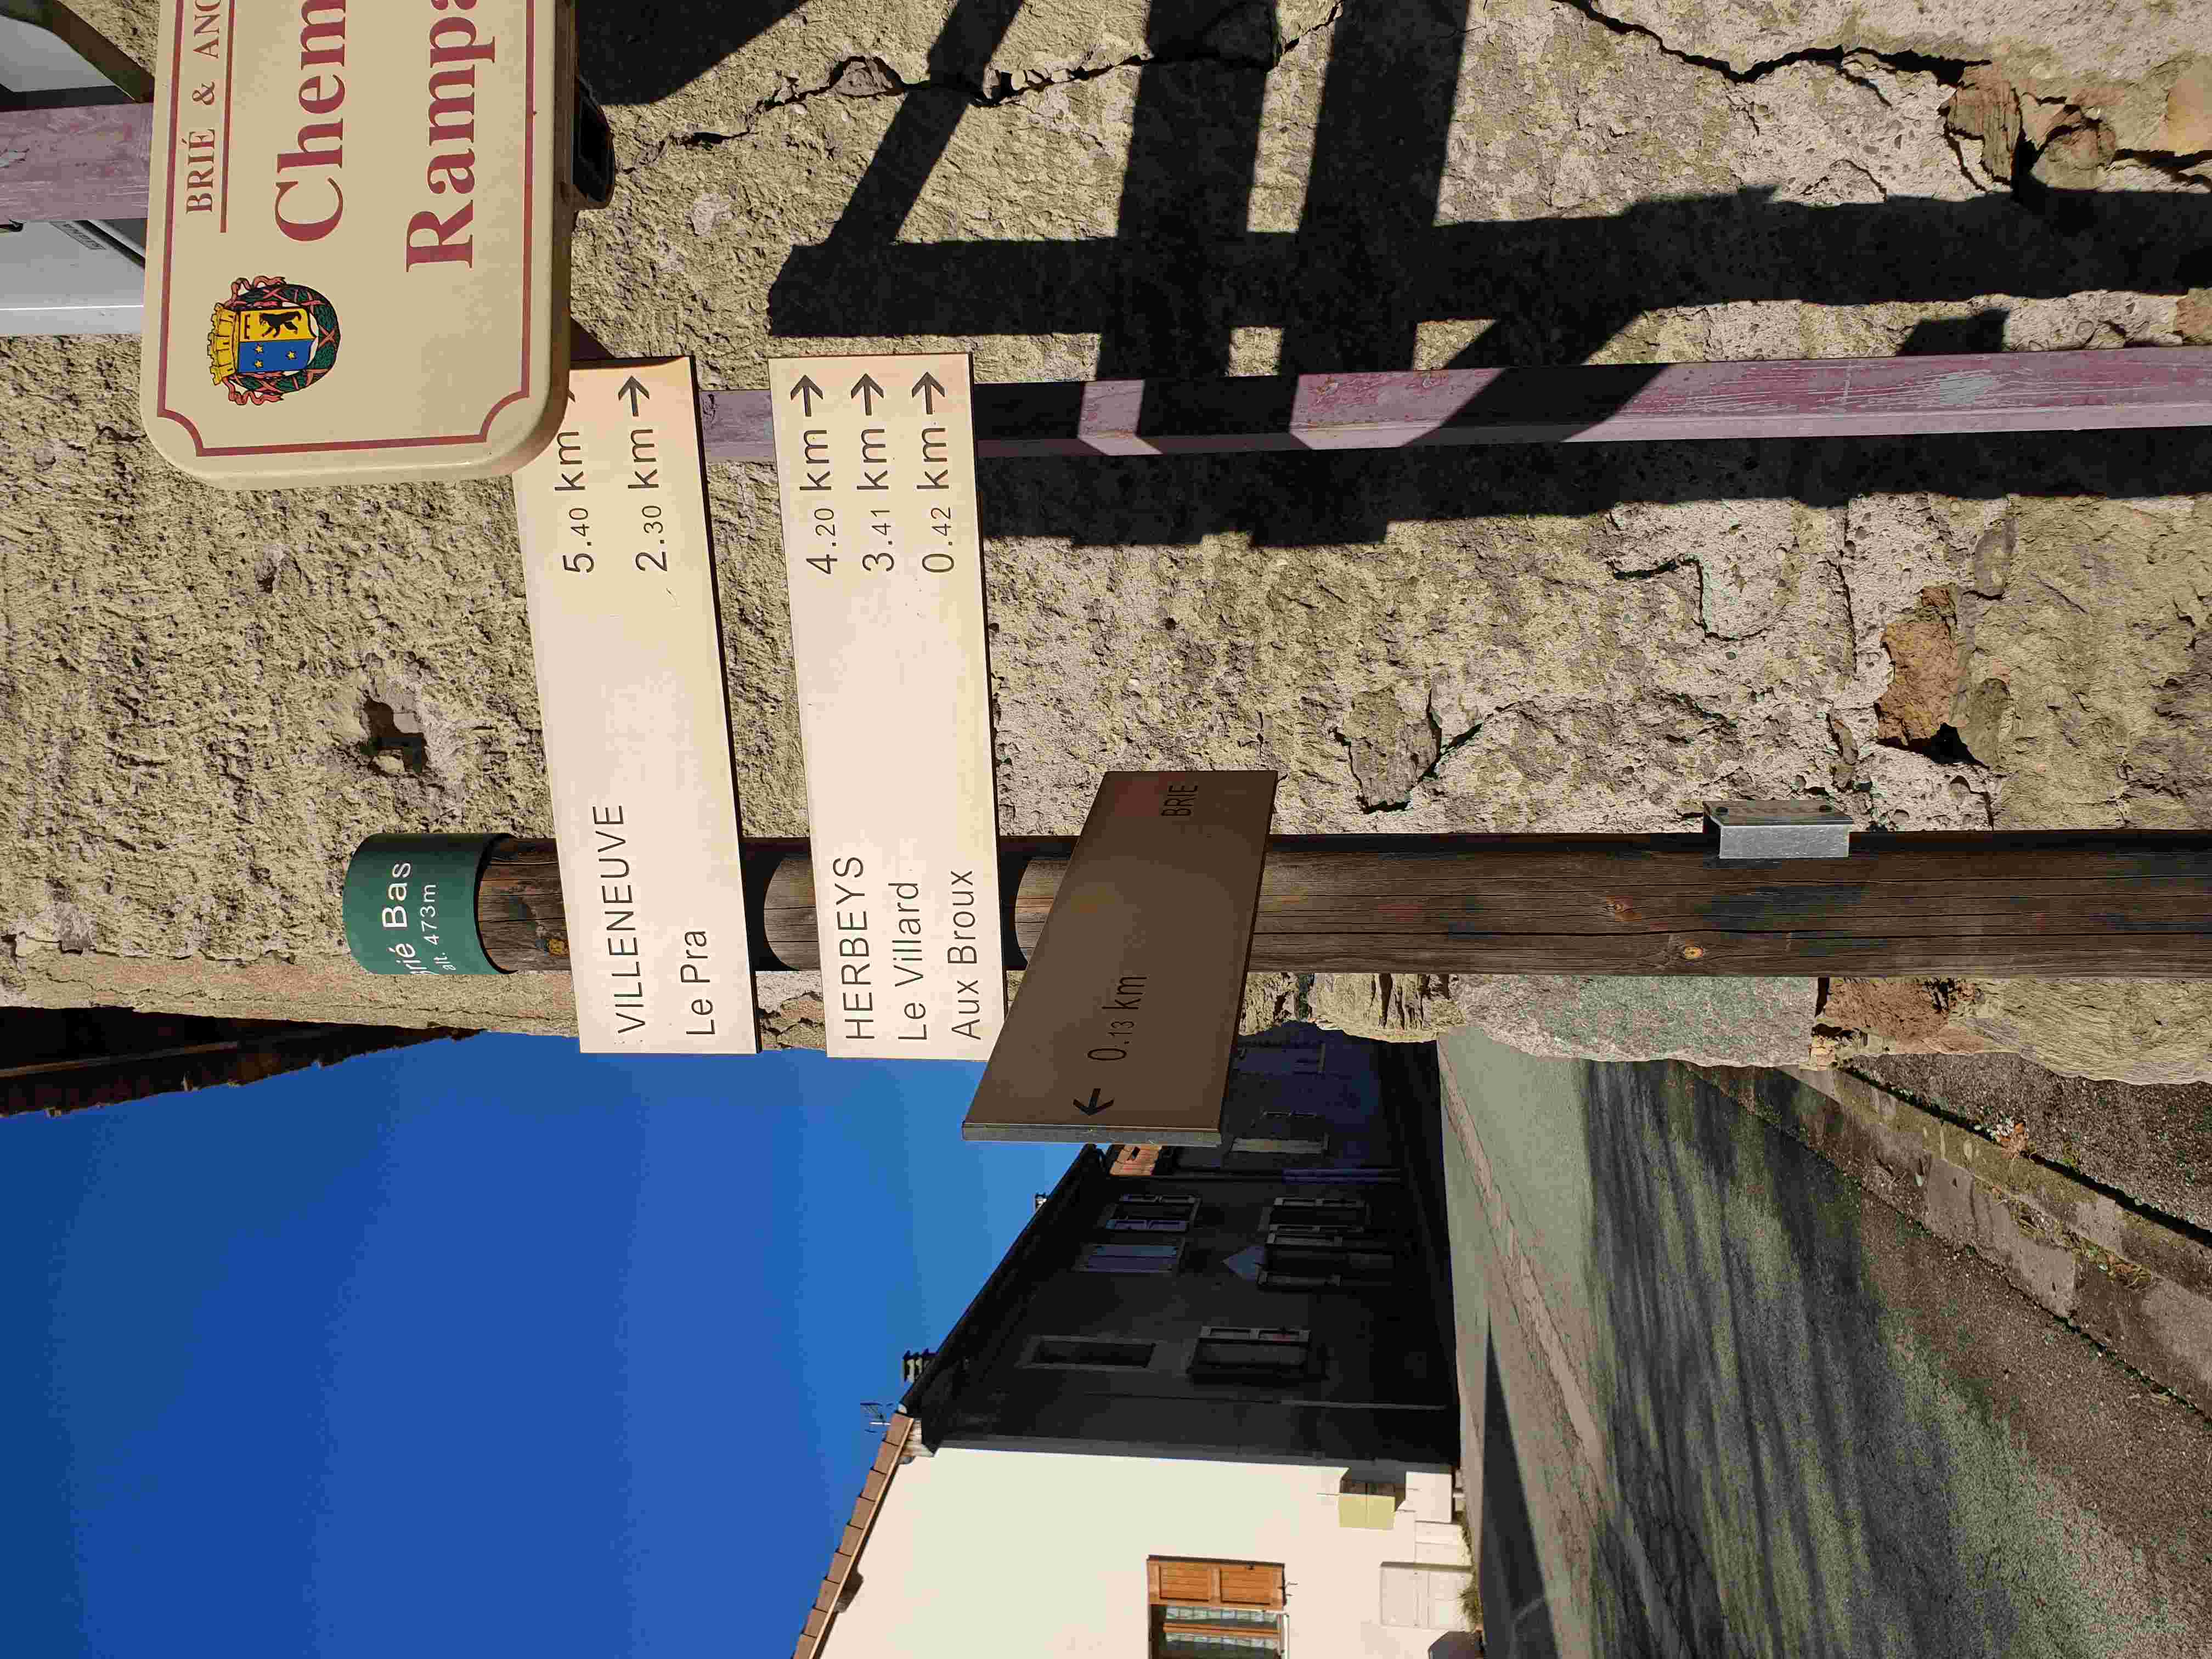 BRIÉ & ANG
Chem
Rampa
Brié Bas
alt. 473m
VILLENEUVE 5.40 km
Le Pra 2.30 km →
HERBEYS 4.20 km →
Le Villard 3.41 km →
Aux Broux 0.42 km →
← 0.13 km
BRIE